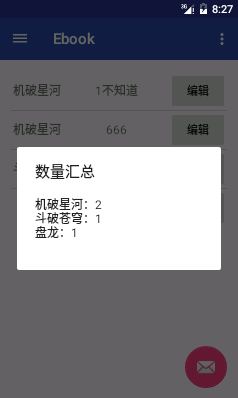 3G 8:27
Ebook
机破星河 1不知道 编辑
机破星河 666 编辑
数量汇总
机破星河：2
斗破苍穹：1
盘龙：1